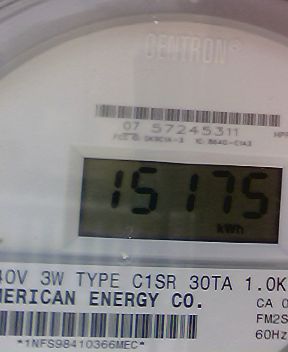 CENTRON®
07 57245311
15175
kWh
40V 3W TYPE C1SR 30TA 1.0K
MERICAN ENERGY CO.
CA 0
FM2S
60Hz
*1NFS98410366MEC*